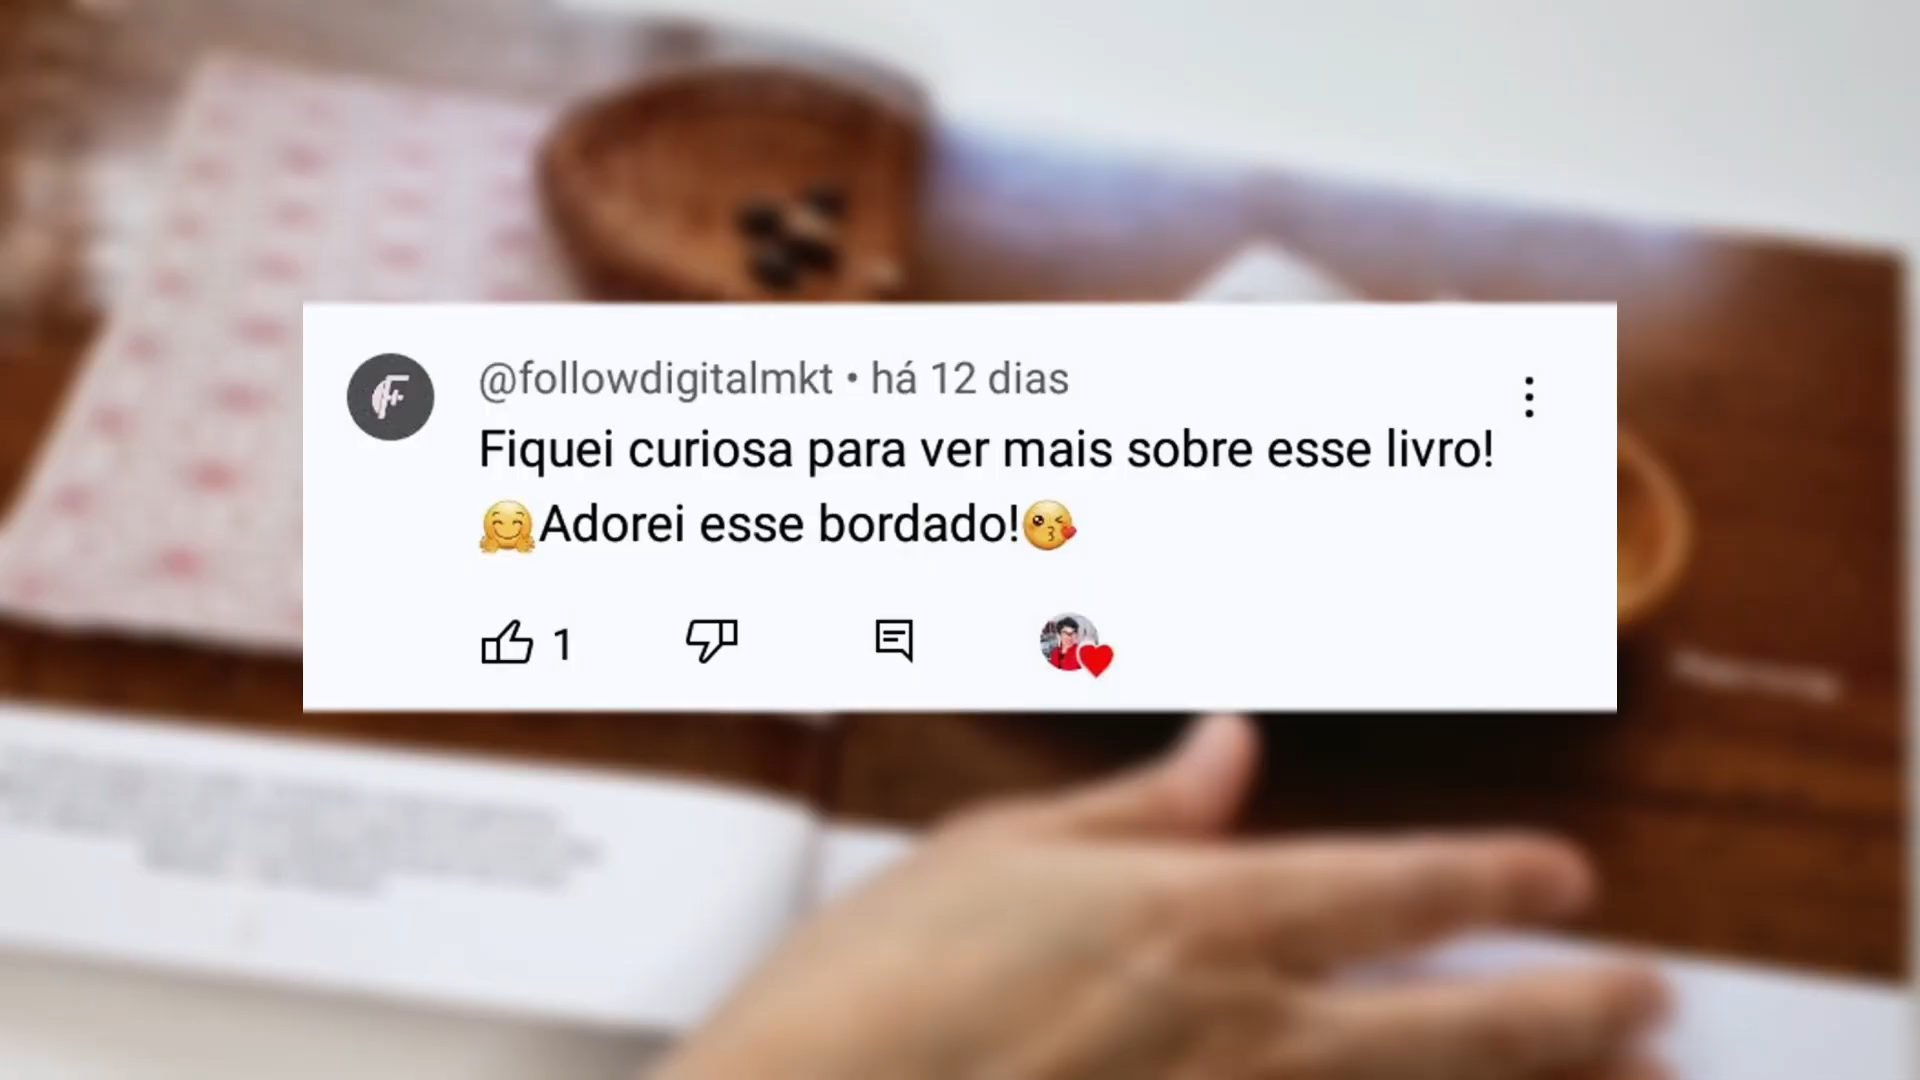 @followdigitalmkt • há 12 dias
Fiquei curiosa para ver mais sobre esse livro!
🤗Adorei esse bordado!😘
1